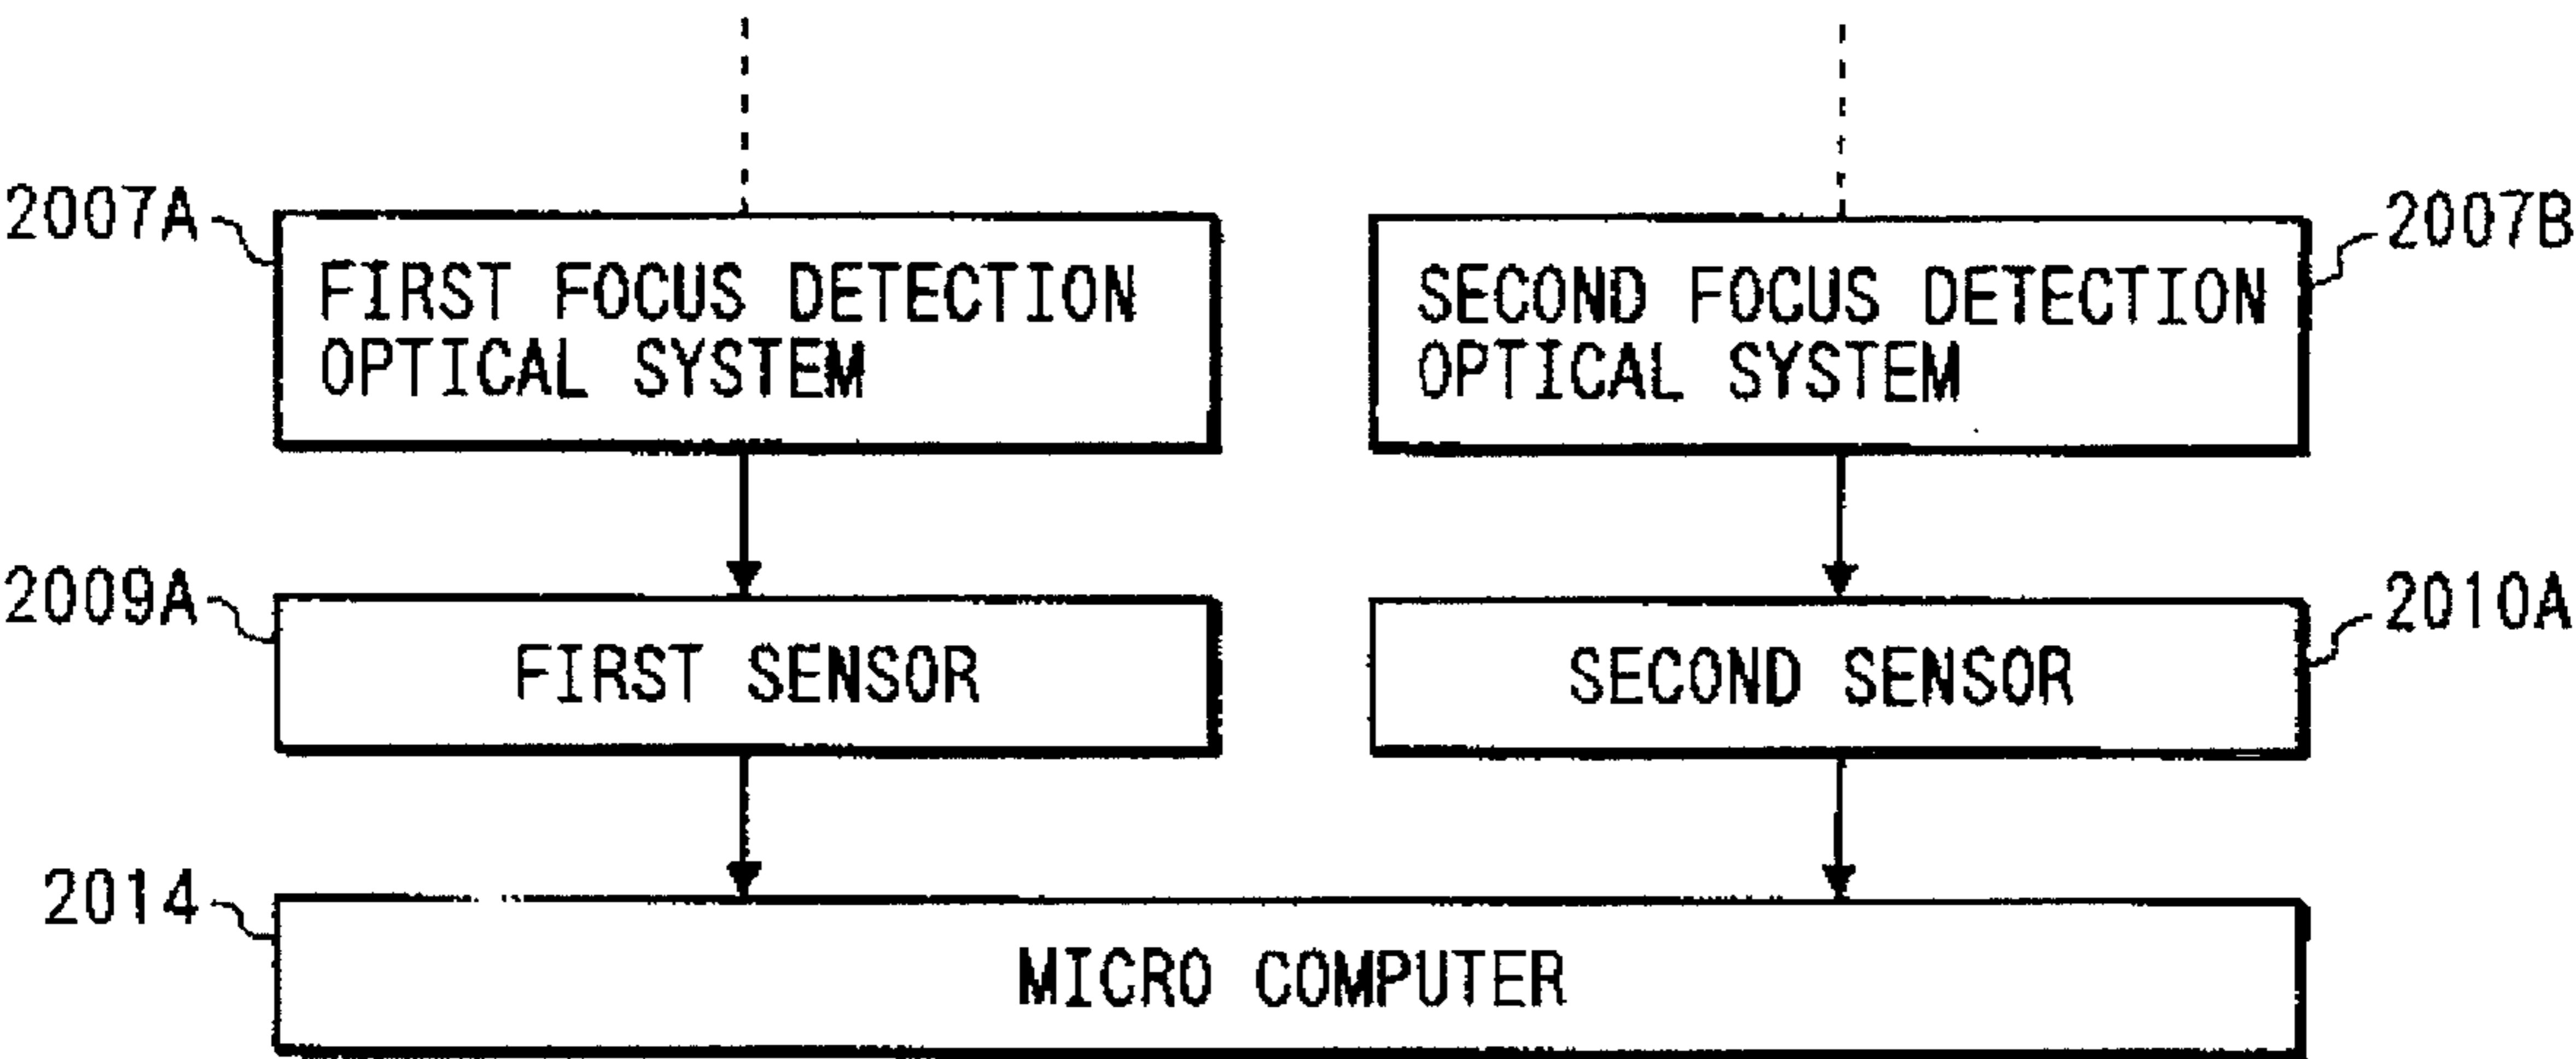 2007A
FIRST FOCUS DETECTION
OPTICAL SYSTEM
SECOND FOCUS DETECTION
OPTICAL SYSTEM
2007B
2009A
FIRST SENSOR
SECOND SENSOR
2010A
2014
MICRO COMPUTER